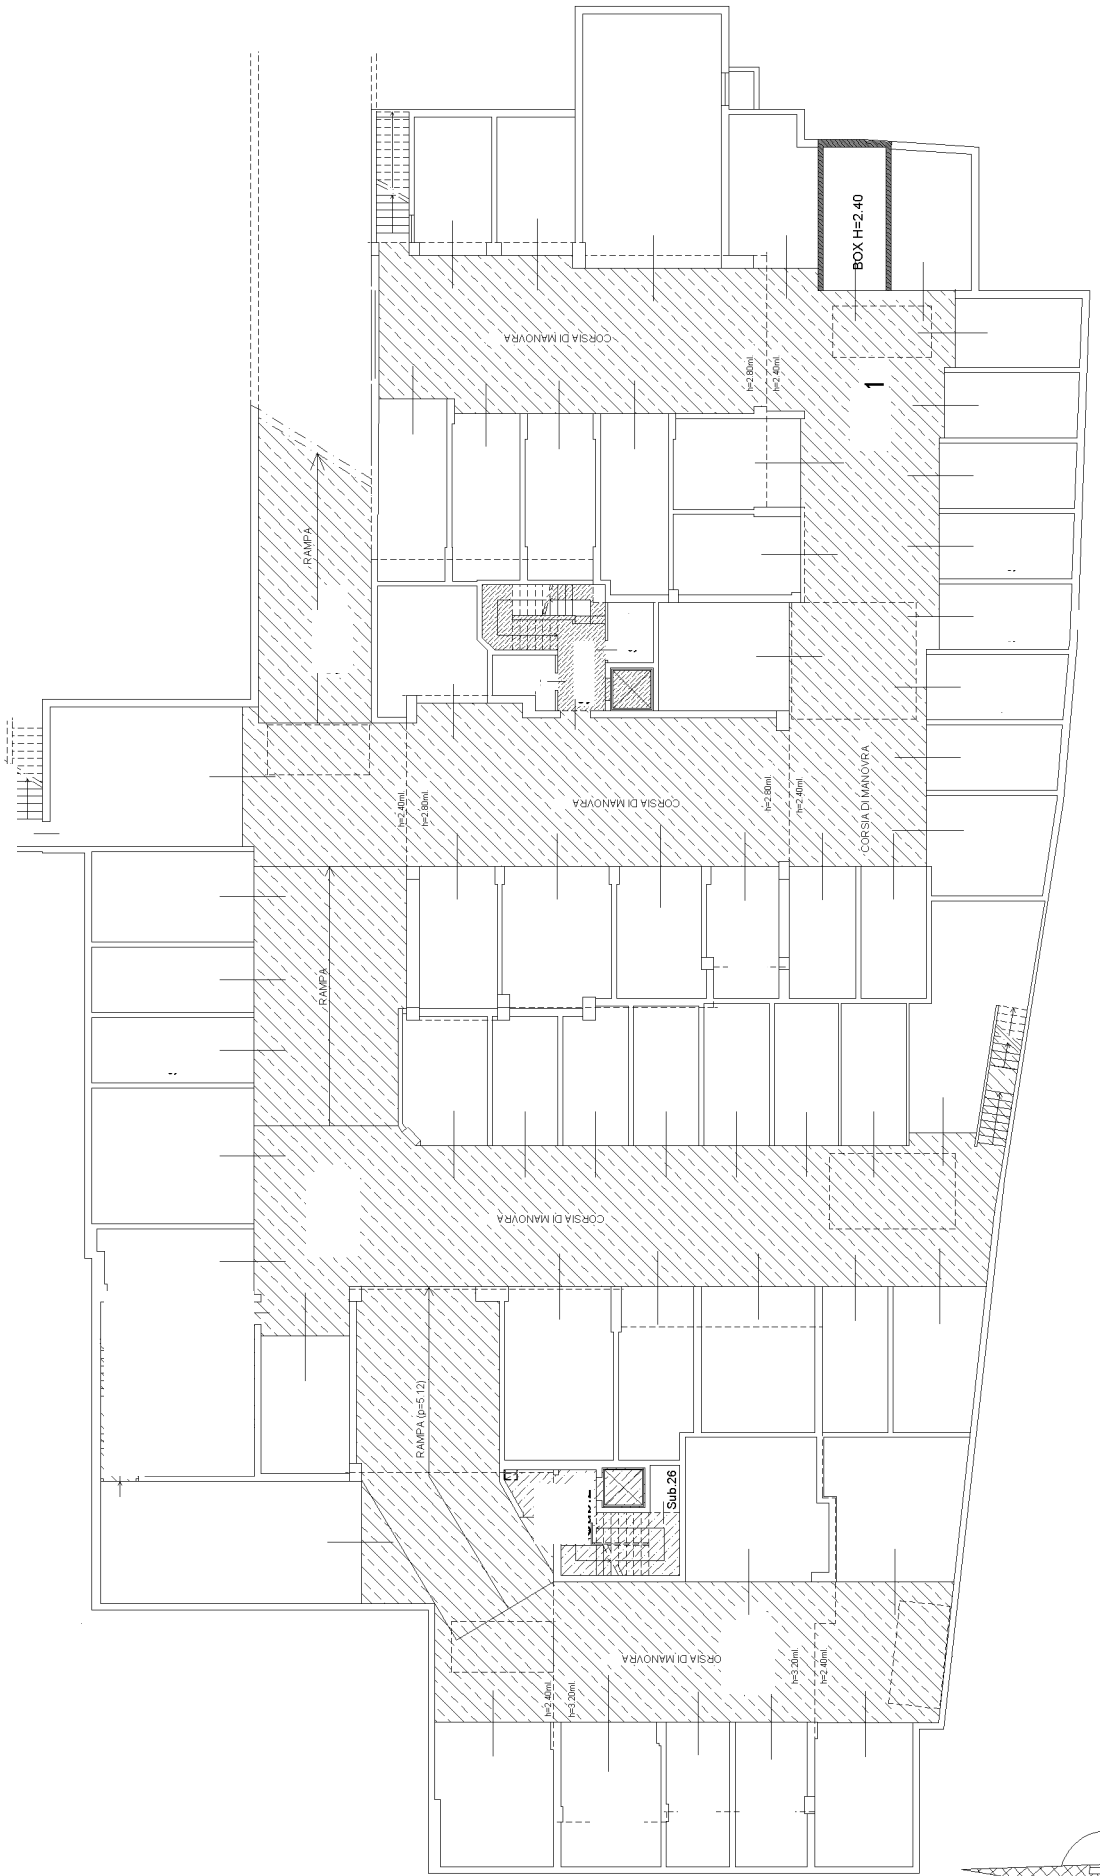 BOX H=2.40
CORSIA DI MANOVRA
h=2.80ml.
h=2.40ml.
1
RAMPA
h=2.40ml.
h=2.80ml.
CORSIA DI MANOVRA
h=2.80ml.
h=2.40ml.
CORSIA DI MANOVRA
RAMPA
CORSIA DI MANOVRA
RAMPA (p=5.12)
Sub.26
ORSIA DI MANOVRA
h=3.20ml.
h=2.40ml.
h=2.40ml.
h=3.20ml.